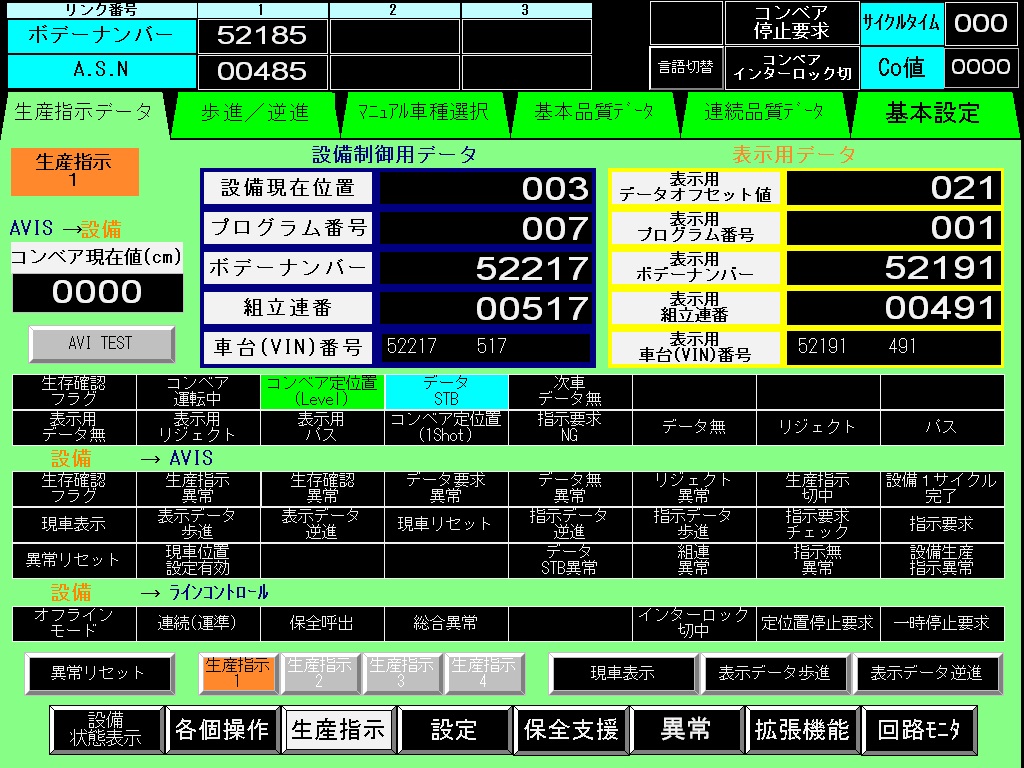 リンク番号 1 2 3
ボデーナンバー 52185
A.S.N 00485
コンベア
停止要求
サイクルタイム 000
言語切替
コンベア
インターロック切
Co値 0000
生産指示データ 歩進／逆進 マニュアル車種選択 基本品質データ 連続品質データ 基本設定
生産指示
1
AVIS →設備
コンベア現在値(cm)
0000
AVI TEST
設備制御用データ
設備現在位置 003
プログラム番号 007
ボデーナンバー 52217
組立連番 00517
車台(VIN)番号 52217 517
表示用データ
表示用
データオフセット値 021
表示用
プログラム番号 001
表示用
ボデーナンバー 52191
表示用
組立連番 00491
表示用
車台(VIN)番号 52191 491
生存確認 コンベア コンベア定位置 データ 次車
フラグ 運転中 (Level) STB データ無
表示用 表示用 表示用 コンベア定位置 指示要求 データ無 リジェクト パス
データ無 リジェクト パス (1Shot) NG
設備 → AVIS
生存確認 生産指示 生存確認 データ要求 データ無 リジェクト 生産指示 設備１サイクル
フラグ 異常 異常 異常 異常 異常 切中 完了
現車表示 表示データ 表示データ 現車リセット 指示データ 指示データ 指示要求 指示要求
歩進 逆進 逆進 歩進 チェック
異常リセット 現車位置 データ 組連 指示無 設備生産
設定有効 STB異常 異常 異常 指示異常
設備 → ラインコントロール
オフライン 連続(運準) 保全呼出 総合異常 インターロック 定位置停止要求 一時停止要求
モード 切中
異常リセット 生産指示 生産指示 生産指示 生産指示 現車表示 表示データ歩進 表示データ逆進
1 2 3 4
設備 各個操作 生産指示 設定 保全支援 異常 拡張機能 回路モニタ
状態表示